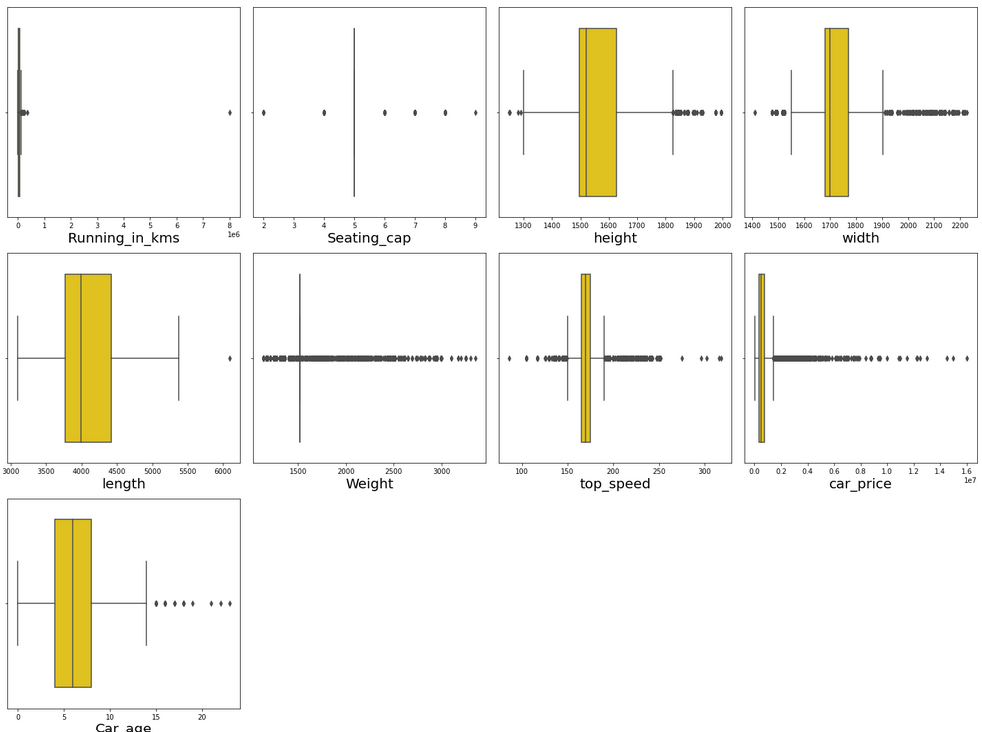 0 1 2 3 4 5 6 7 8
1e6
Running_in_kms
2 3 4 5 6 7 8 9
Seating_cap
1300 1400 1500 1600 1700 1800 1900 2000
height
1400 1500 1600 1700 1800 1900 2000 2100 2200
width
3000 3500 4000 4500 5000 5500 6000
length
1500 2000 2500 3000
Weight
100 150 200 250 300
top_speed
0.0 0.2 0.4 0.6 0.8 1.0 1.2 1.4 1.6
1e7
car_price
0 5 10 15 20
Car_age